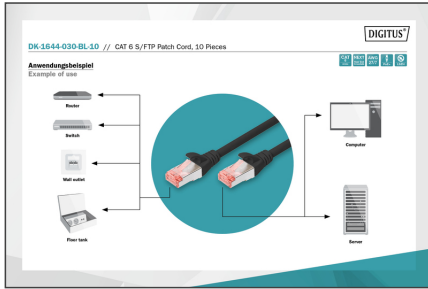 DIGITUS®
DK-1644-030-BL-10 // CAT 6 S/FTP Patch Cord, 10 Pieces
Anwendungsbeispiel
Example of use
Router
Switch
Wall outlet
Floor tank
Computer
Server